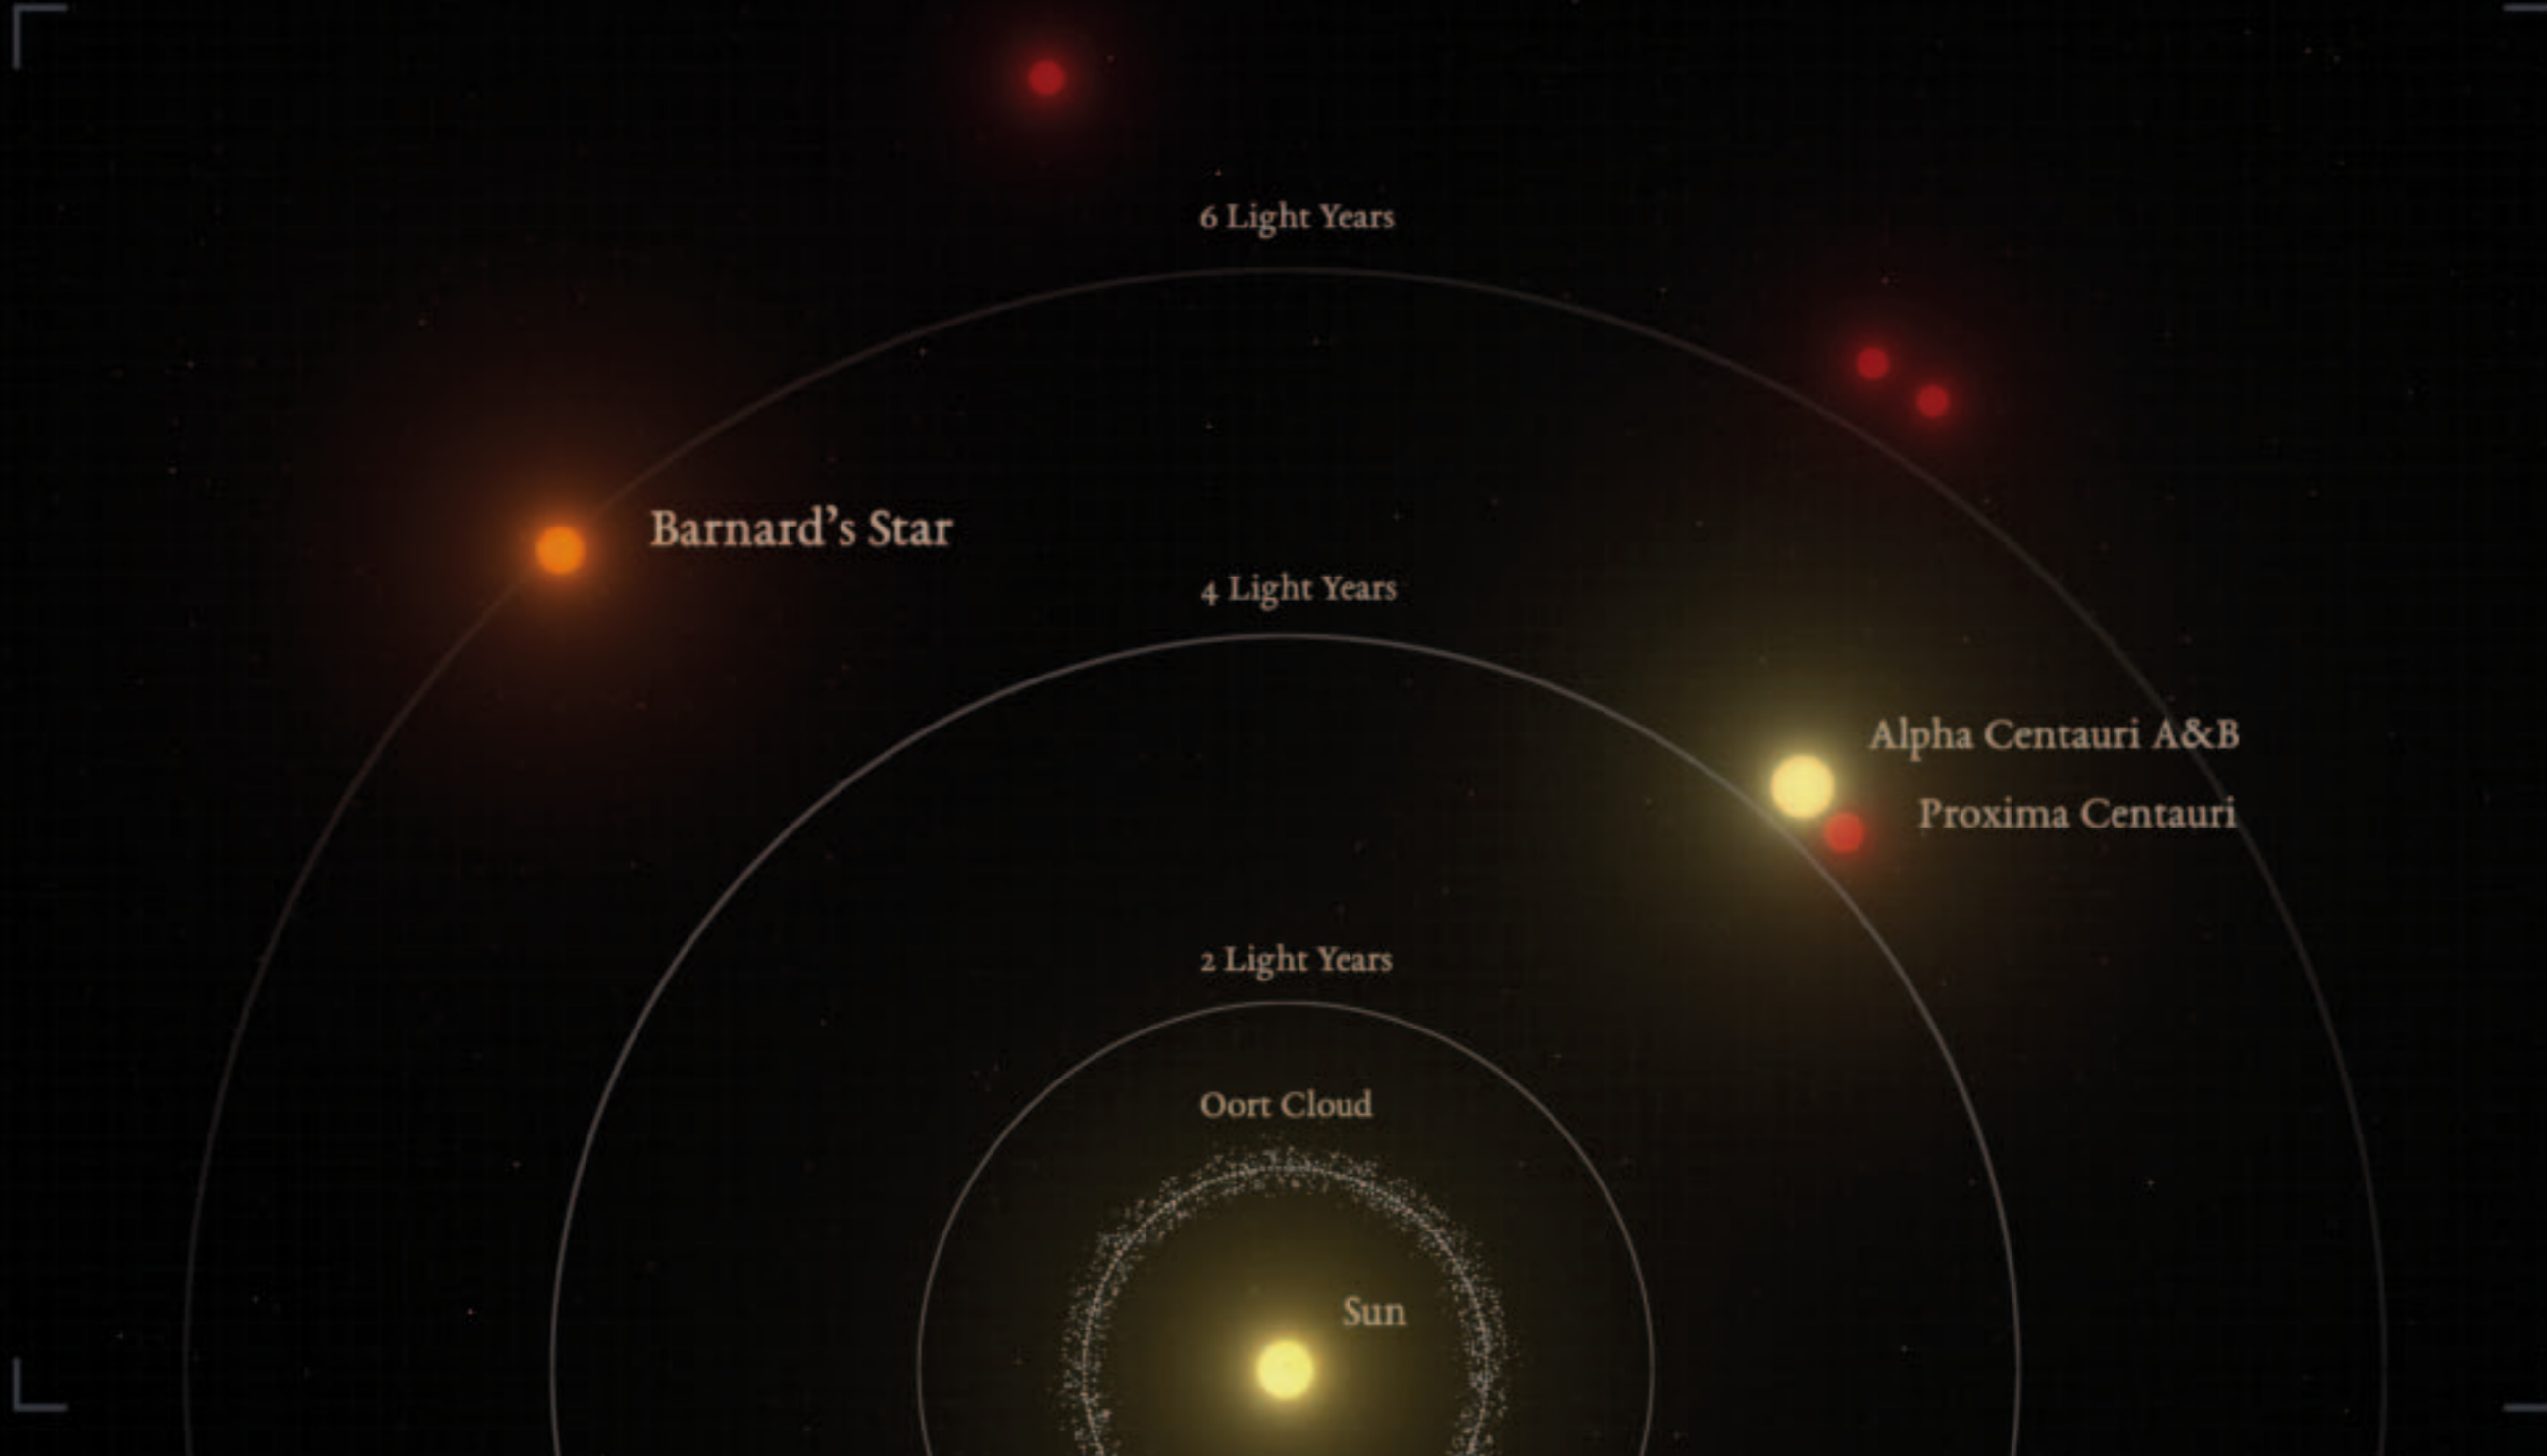 6 Light Years
Barnard’s Star
4 Light Years
Alpha Centauri A&B
Proxima Centauri
2 Light Years
Oort Cloud
Sun